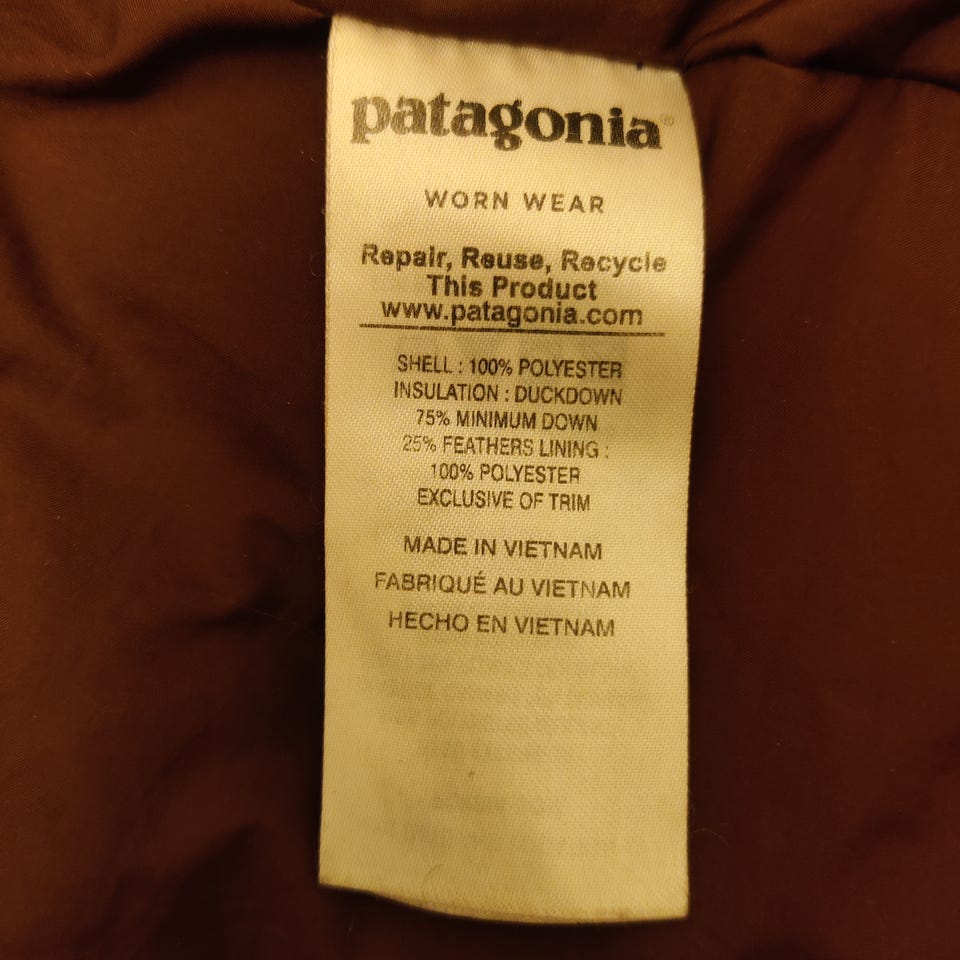 patagonia®
WORN WEAR
Repair, Reuse, Recycle
This Product
www.patagonia.com
SHELL : 100% POLYESTER
INSULATION : DUCKDOWN
75% MINIMUM DOWN
25% FEATHERS LINING :
100% POLYESTER
EXCLUSIVE OF TRIM
MADE IN VIETNAM
FABRIQUÉ AU VIETNAM
HECHO EN VIETNAM